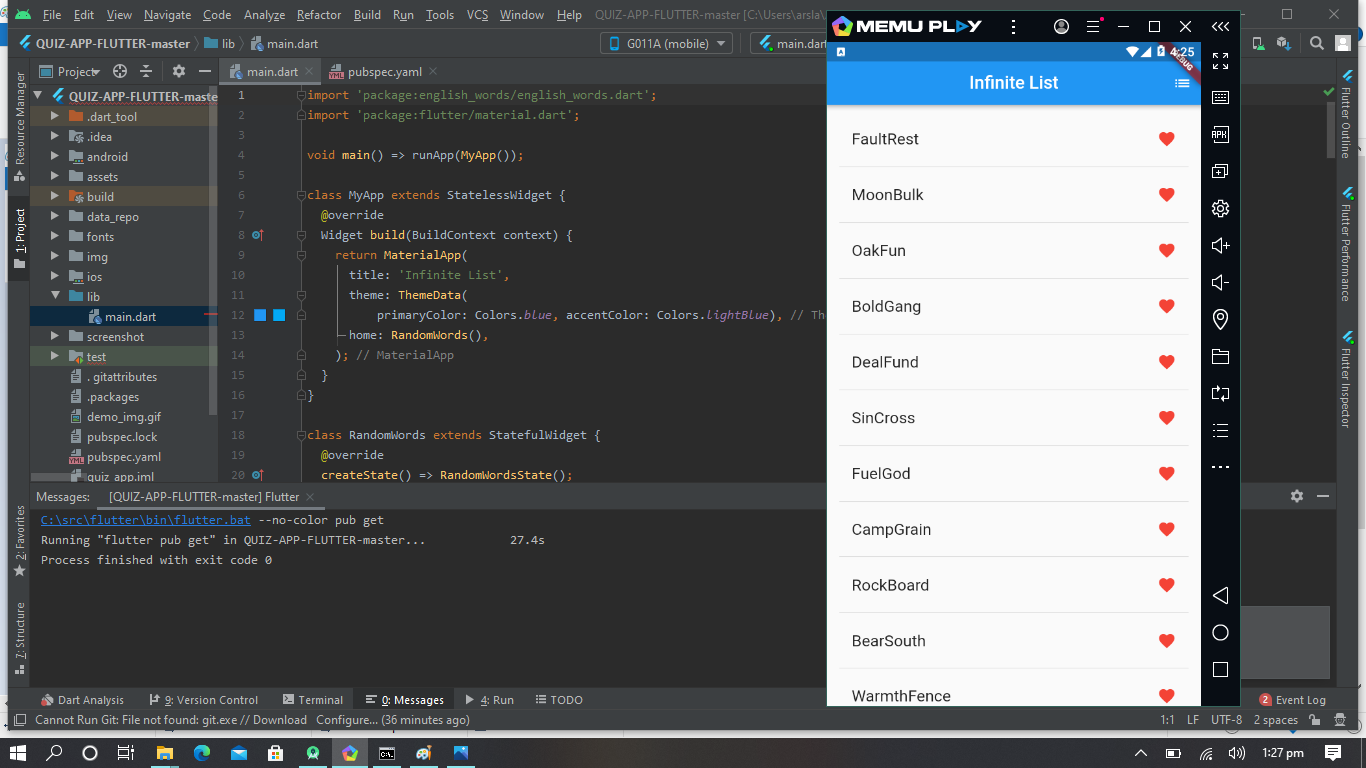 File Edit View Navigate Code Analyze Refactor Build Run Tools VCS Window Help QUIZ-APP-FLUTTER-master [C:\Users\arsla
QUIZ-APP-FLUTTER-master lib main.dart G011A (mobile) main.dart
Project main.dart pubspec.yaml
Resource Manager
1: Project
2: Favorites
7: Structure
QUIZ-APP-FLUTTER-maste
.dart_tool
.idea
android
assets
build
data_repo
fonts
img
ios
lib
main.dart
screenshot
test
.gitattributes
.packages
demo_img.gif
pubspec.lock
pubspec.yaml
quiz_app.iml
1 import 'package:english_words/english_words.dart';
2 import 'package:flutter/material.dart';
3
4 void main() => runApp(MyApp());
5
6 class MyApp extends StatelessWidget {
7 @override
8 Widget build(BuildContext context) {
9 return MaterialApp(
10 title: 'Infinite List',
11 theme: ThemeData(
12 primaryColor: Colors.blue, accentColor: Colors.lightBlue), // Th
13 home: RandomWords(),
14 ); // MaterialApp
15 }
16 }
17
18 class RandomWords extends StatefulWidget {
19 @override
20 createState() => RandomWordsState();
Messages: [QUIZ-APP-FLUTTER-master] Flutter
C:\src\flutter\bin\flutter.bat --no-color pub get
Running "flutter pub get" in QUIZ-APP-FLUTTER-master... 27.4s
Process finished with exit code 0
MEMU PLAY
4:25
DEBUG
Infinite List
FaultRest
MoonBulk
OakFun
BoldGang
DealFund
SinCross
FuelGod
CampGrain
RockBoard
BearSouth
WarmthFence
APK
Flutter Outline
Flutter Performance
Flutter Inspector
Dart Analysis 9: Version Control Terminal 0: Messages 4: Run TODO 2 Event Log
Cannot Run Git: File not found: git.exe // Download Configure... (36 minutes ago) 1:1 LF UTF-8 2 spaces
1:27 pm